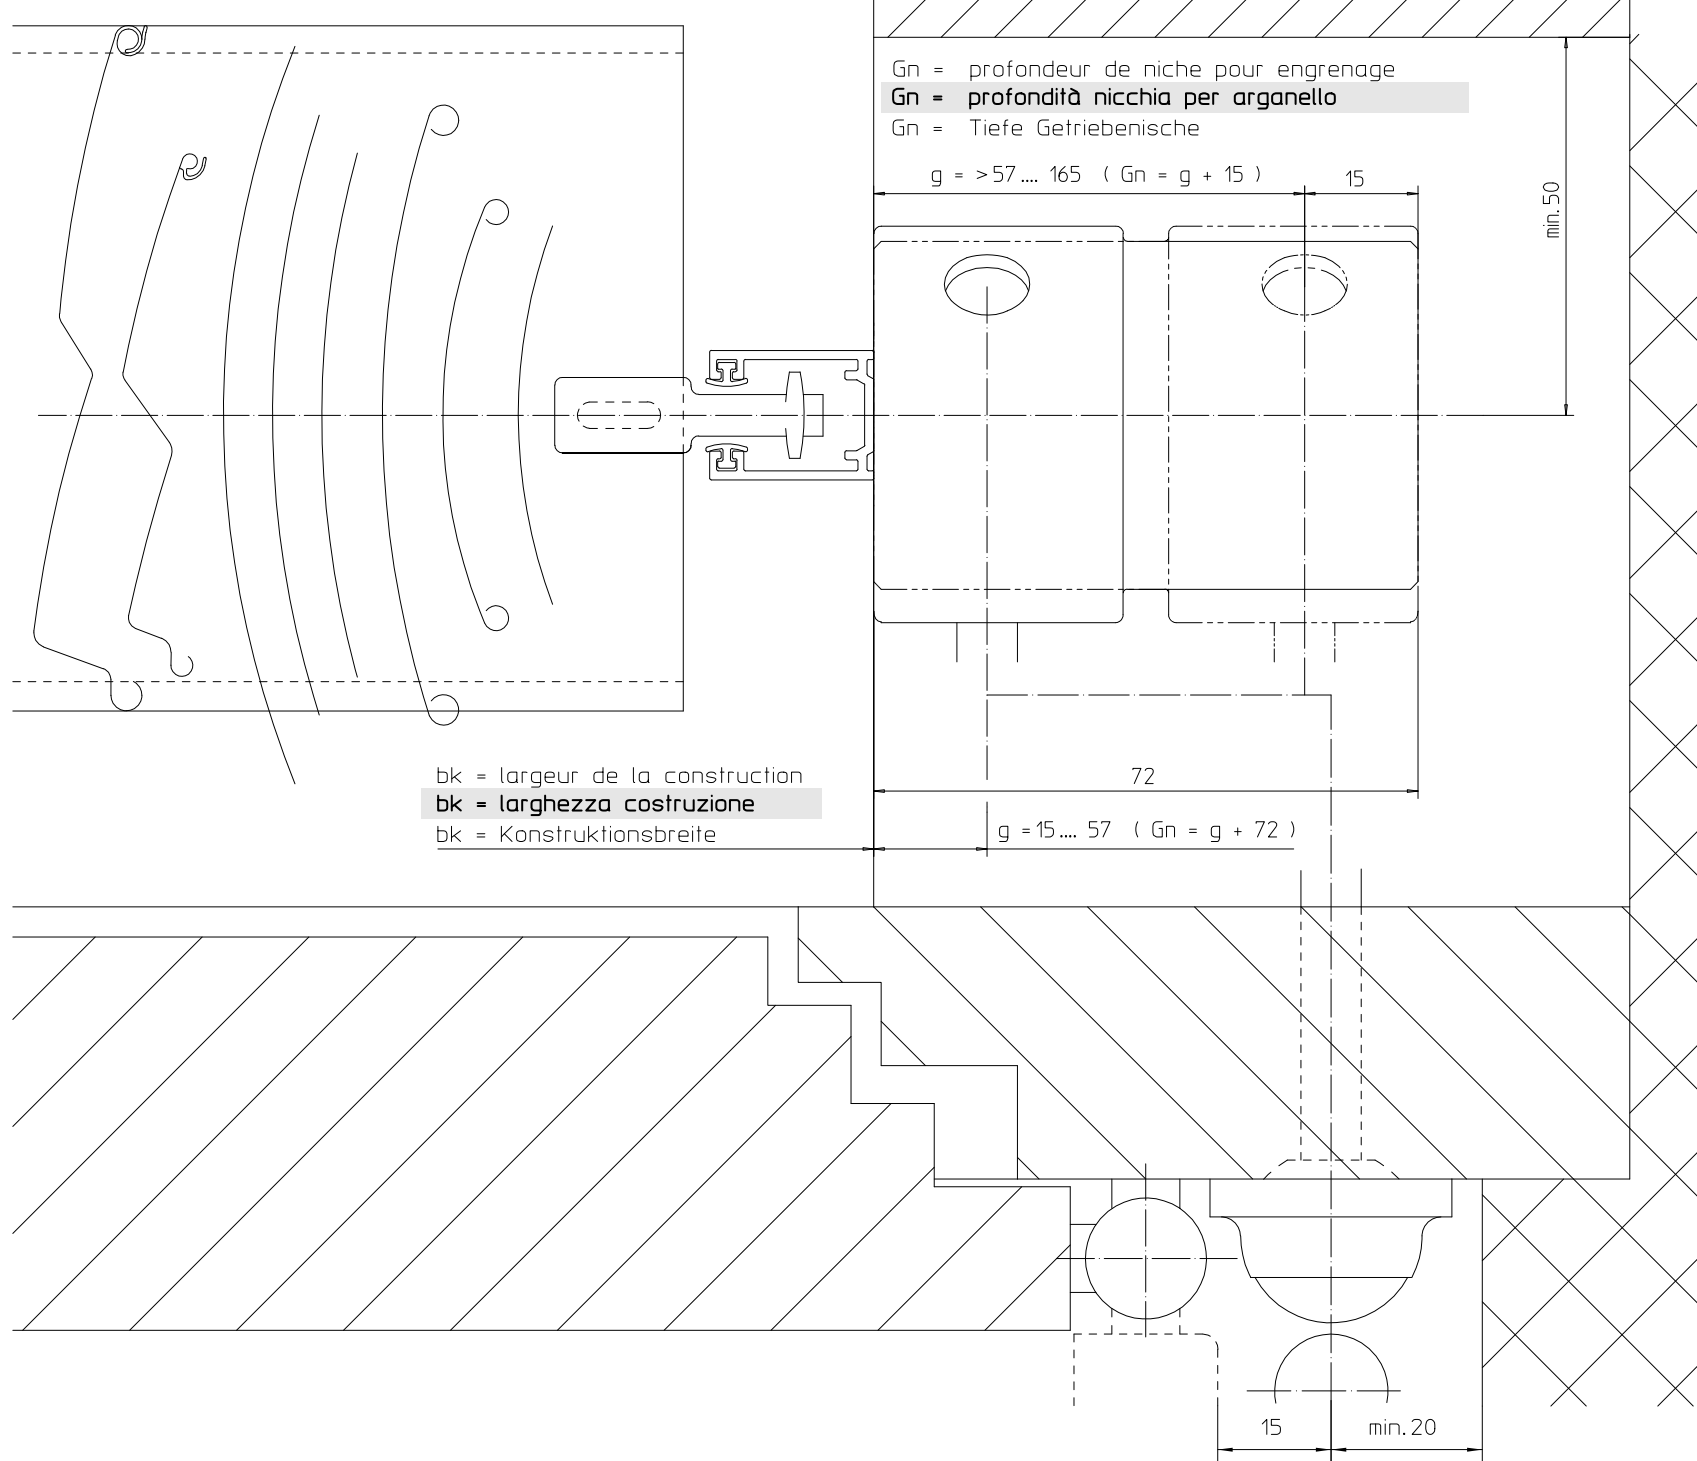 Gn = profondeur de niche pour engrenage
Gn = profondità nicchia per arganello
Gn = Tiefe Getriebenische
g = >57.... 165 ( Gn = g + 15 )
15
min.50
bk = largeur de la construction
bk = larghezza costruzione
bk = Konstruktionsbreite
72
g =15.... 57 ( Gn = g + 72 )
15
min.20